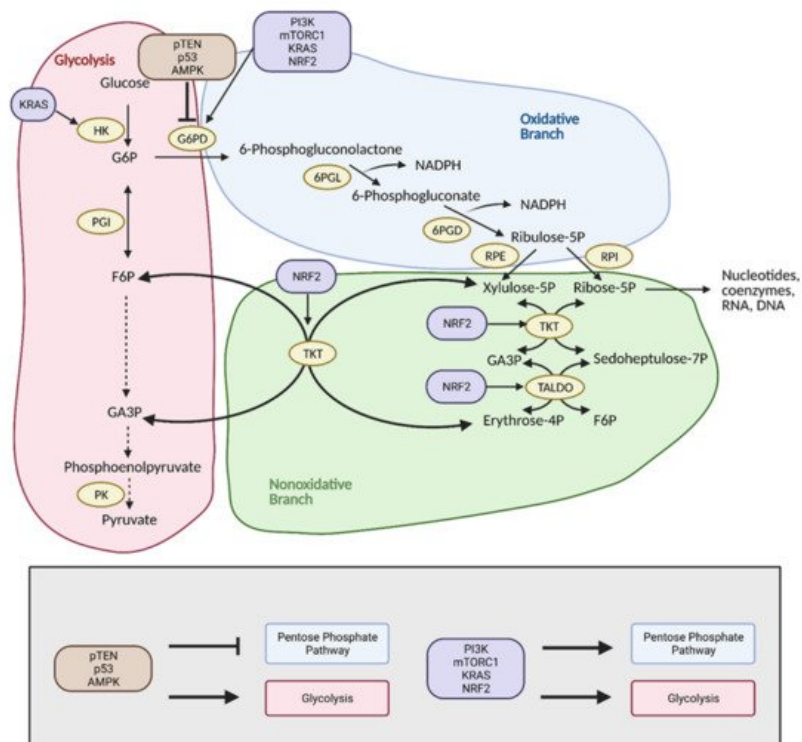 PI3K
mTORC1
KRAS
NRF2
pTEN
p53
AMPK
Glycolysis
Glucose
KRAS
HK
G6PD
G6P
6-Phosphogluconolactone
Oxidative
Branch
6PGL
NADPH
6-Phosphogluconate
NADPH
6PGD
Ribulose-5P
PGI
RPE
RPI
F6P
NRF2
Xylulose-5P
Ribose-5P
Nucleotides,
coenzymes,
RNA, DNA
NRF2
TKT
TKT
GA3P
Sedoheptulose-7P
NRF2
TALDO
GA3P
Erythrose-4P
F6P
Phosphoenolpyruvate
PK
Pyruvate
Nonoxidative
Branch
pTEN
p53
AMPK
Pentose Phosphate
Pathway
Glycolysis
PI3K
mTORC1
KRAS
NRF2
Pentose Phosphate
Pathway
Glycolysis